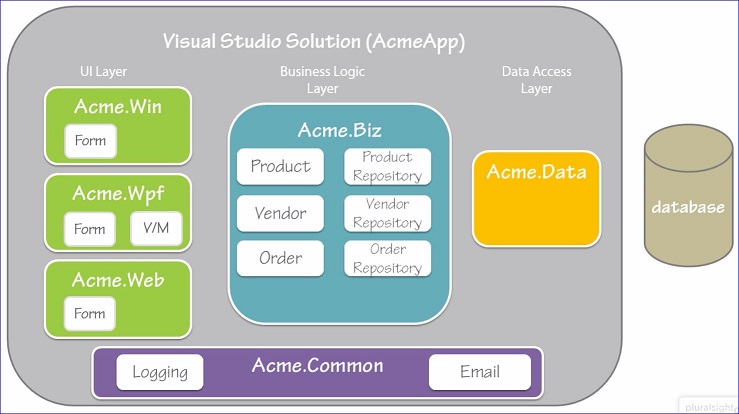 Visual Studio Solution (AcmeApp)
UI Layer
Business Logic
Layer
Data Access
Layer
Acme.Win
Form
Acme.Wpf
Form
V/M
Acme.Web
Form
Acme.Biz
Product
Product
Repository
Vendor
Vendor
Repository
Order
Order
Repository
Acme.Data
database
Logging
Acme.Common
Email
pluralsight